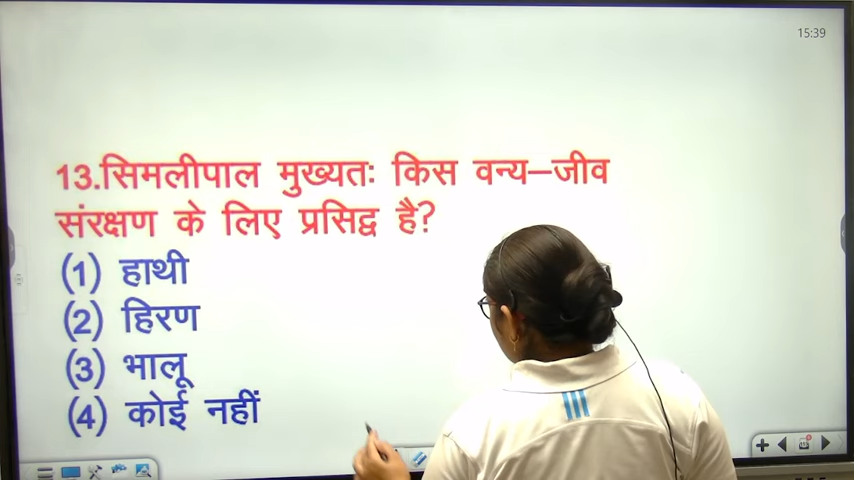 15:39
13.सिमलीपाल मुख्यतः किस वन्य–जीव
संरक्षण के लिए प्रसिद्व है?
(1) हाथी
(2) हिरण
(3) भालू
(4) कोई नहीं